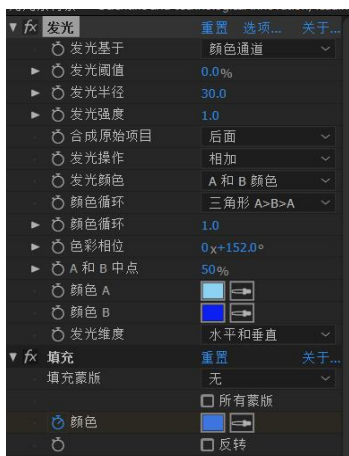 fx 发光 重置 选项... 关于...
发光基于 颜色通道
发光阈值 0.0%
发光半径 30.0
发光强度 1.0
合成原始项目 后面
发光操作 相加
发光颜色 A 和 B 颜色
颜色循环 三角形 A>B>A
颜色循环 1.0
色彩相位 0x+152.0°
A 和 B 中点 50%
颜色 A
颜色 B
发光维度 水平和垂直
fx 填充 重置 关于...
填充蒙版 无
所有蒙版
颜色
反转